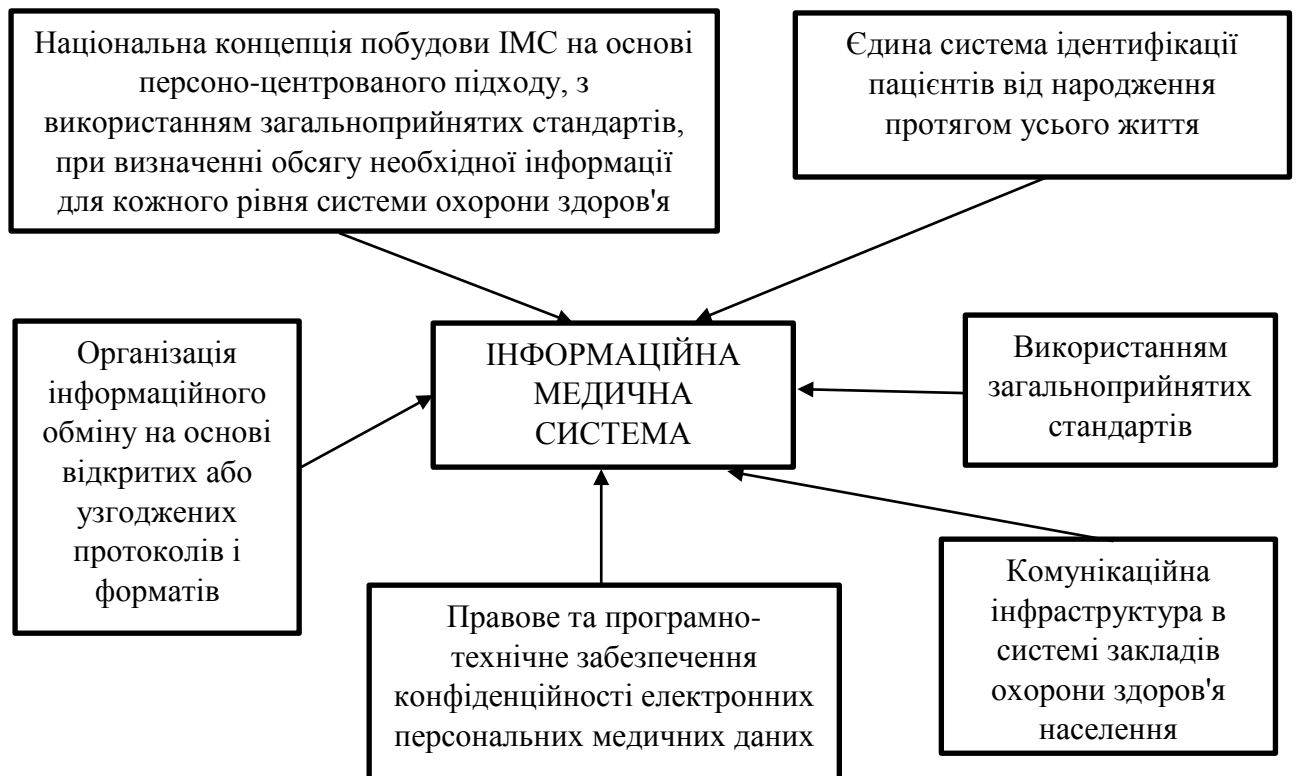 Національна концепція побудови ІМС на основі
персоно-центрованого підходу, з
використанням загальноприйнятих стандартів,
при визначенні обсягу необхідної інформації
для кожного рівня системи охорони здоров'я
Єдина система ідентифікації
пацієнтів від народження
протягом усього життя
Організація
інформаційного
обміну на основі
відкритих або
узгоджених
протоколів і
форматів
ІНФОРМАЦІЙНА
МЕДИЧНА
СИСТЕМА
Використанням
загальноприйнятих
стандартів
Правове та програмно-
технічне забезпечення
конфіденційності електронних
персональних медичних даних
Комунікаційна
інфраструктура в
системі закладів
охорони здоров'я
населення